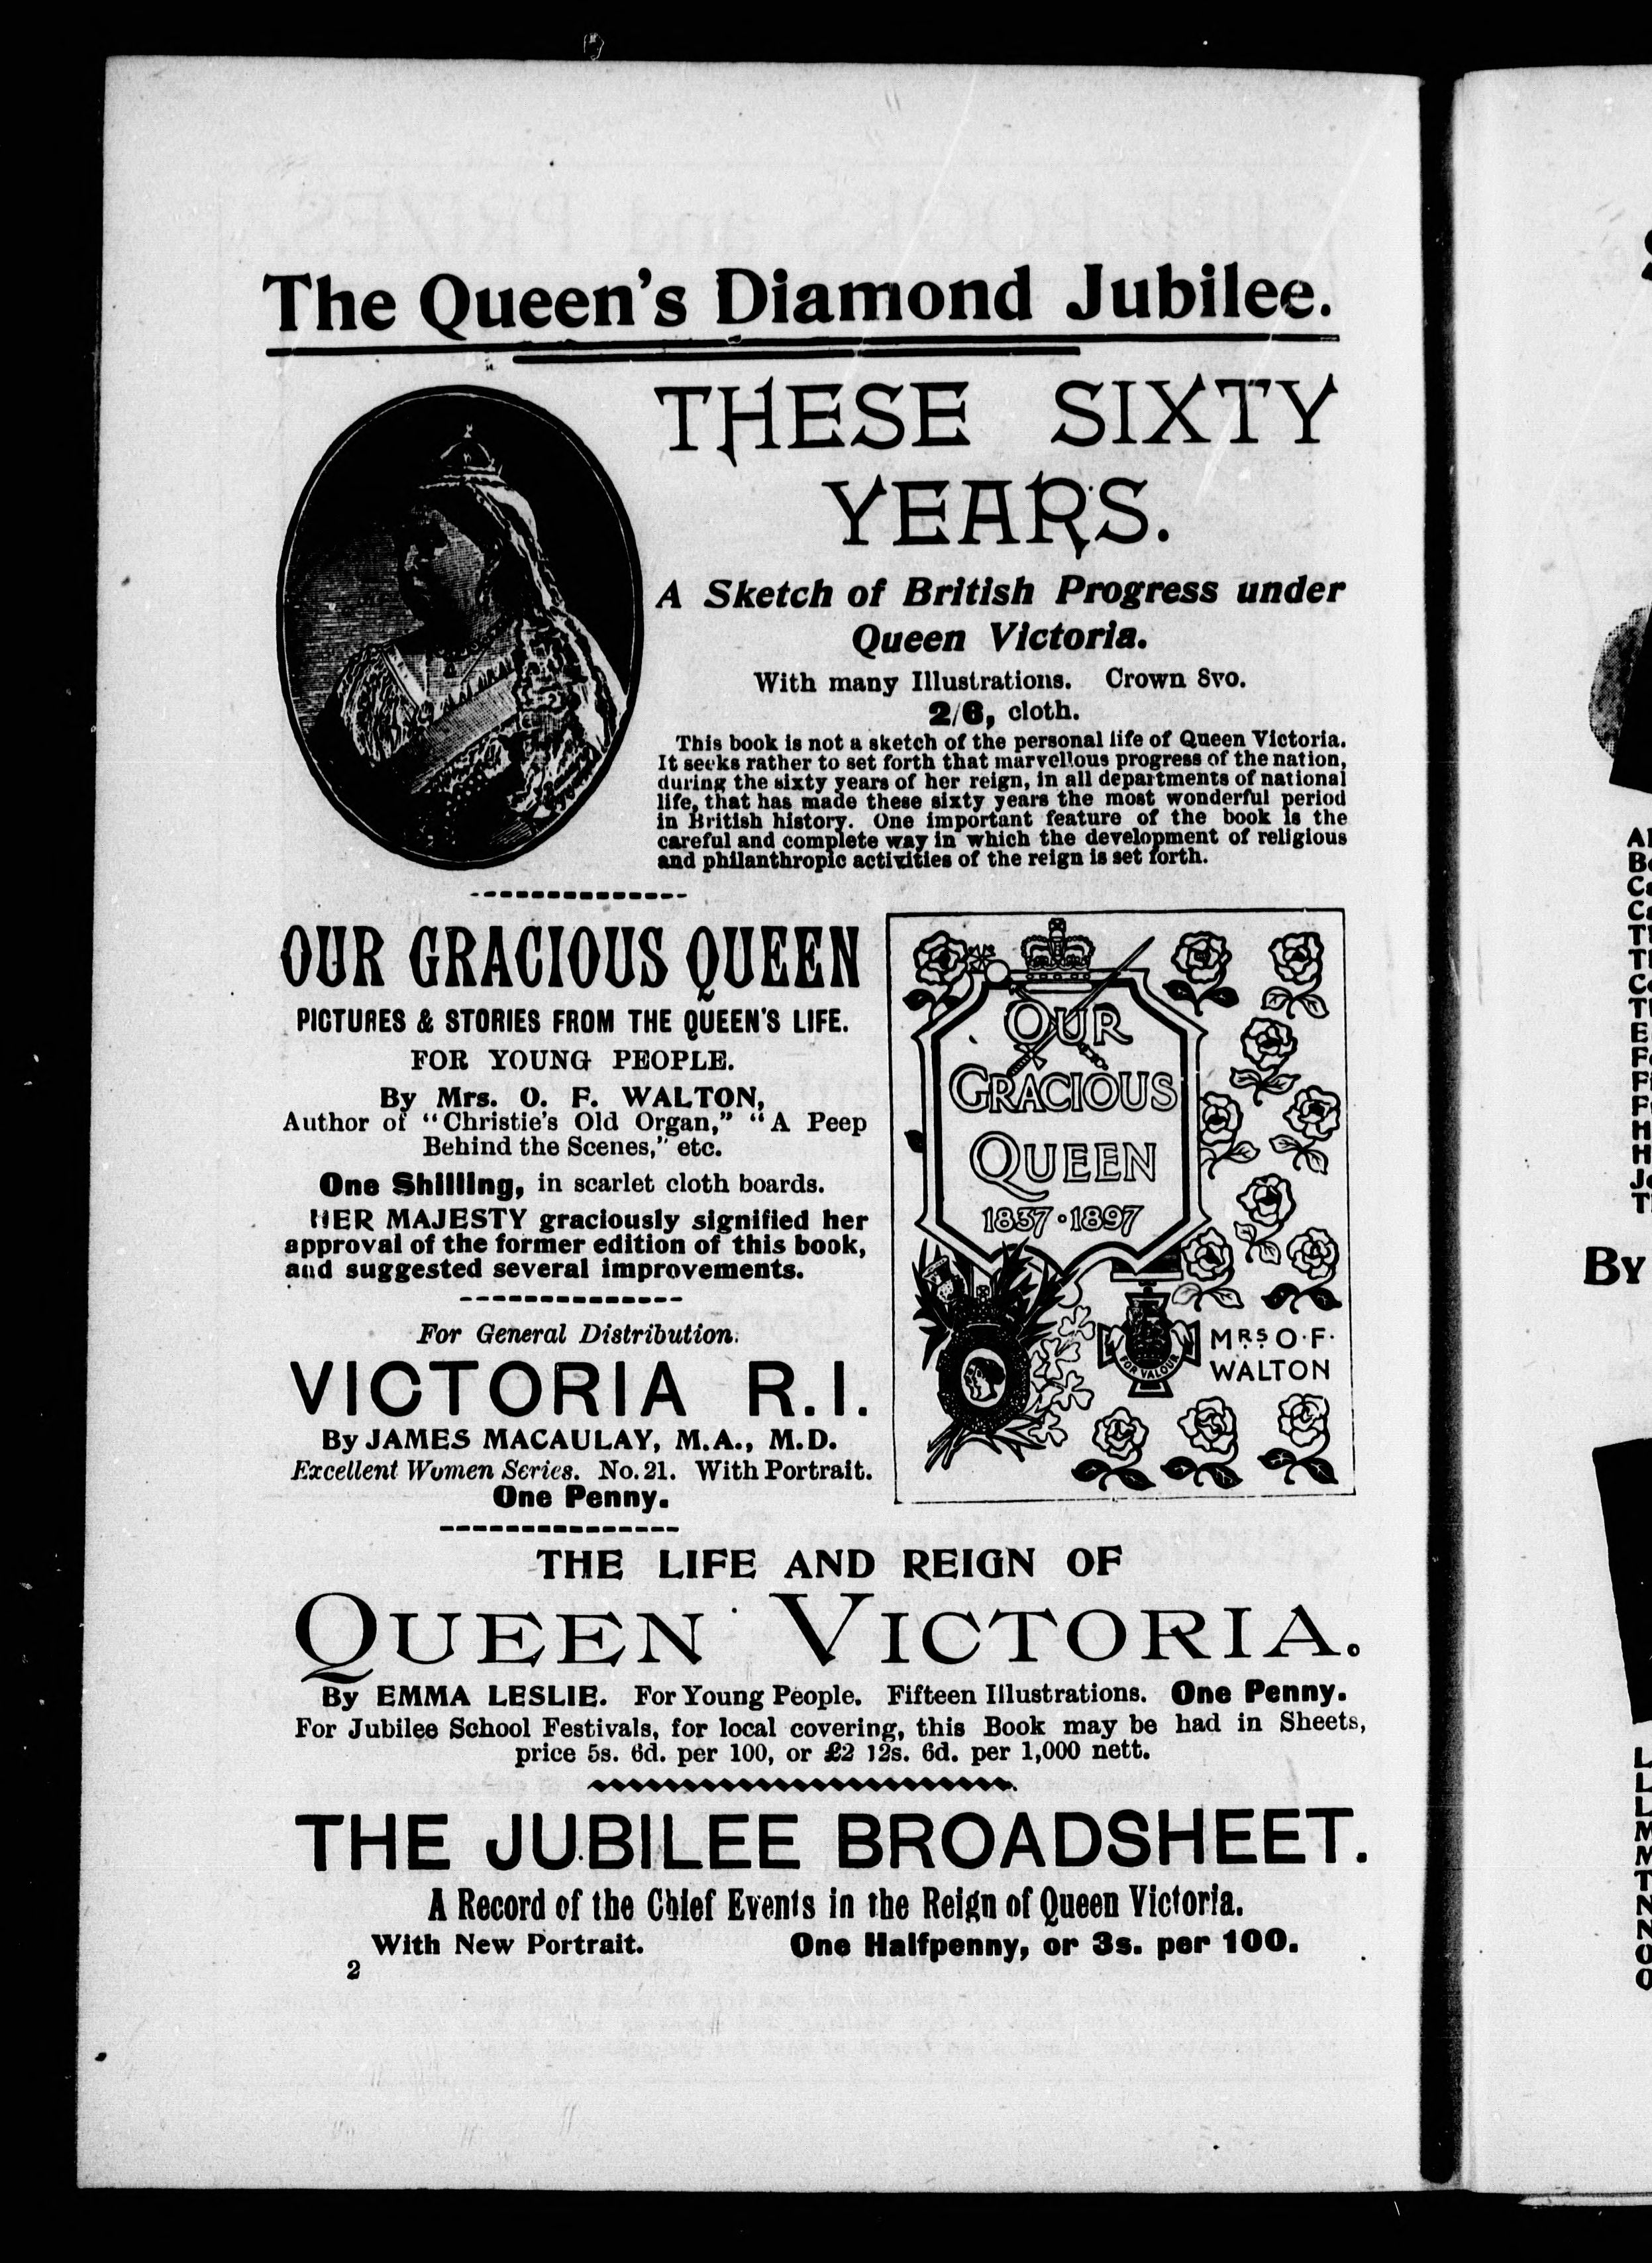 The Queen's Diamond Jubilee.
THESE SIXTY
YEARS.
A Sketch of British Progress under
Queen Victoria.
With many Illustrations. Crown 8vo.
2/6, cloth.
This book is not a sketch of the personal life of Queen Victoria.
It seeks rather to set forth that marvellous progress of the nation,
during the sixty years of her reign, in all departments of national
life, that has made these sixty years the most wonderful period
in British history. One important feature of the book is the
careful and complete way in which the development of religious
and philanthropic activities of the reign is set forth.
OUR GRACIOUS QUEEN
PICTURES & STORIES FROM THE QUEEN'S LIFE.
FOR YOUNG PEOPLE.
By Mrs. O. F. WALTON,
Author of "Christie's Old Organ," "A Peep
Behind the Scenes," etc.
One Shilling, in scarlet cloth boards.
HER MAJESTY graciously signified her
approval of the former edition of this book,
and suggested several improvements.
OUR
GRACIOUS
QUEEN
1837·1897
FOR VALOUR
MRS O·F·
WALTON
For General Distribution.
VICTORIA R.I.
By JAMES MACAULAY, M.A., M.D.
Excellent Women Series. No. 21. With Portrait.
One Penny.
THE LIFE AND REIGN OF
QUEEN VICTORIA.
By EMMA LESLIE. For Young People. Fifteen Illustrations. One Penny.
For Jubilee School Festivals, for local covering, this Book may be had in Sheets,
price 5s. 6d. per 100, or £2 12s. 6d. per 1,000 nett.
THE JUBILEE BROADSHEET.
A Record of the Chief Events in the Reign of Queen Victoria.
With New Portrait. One Halfpenny, or 3s. per 100.
2
By